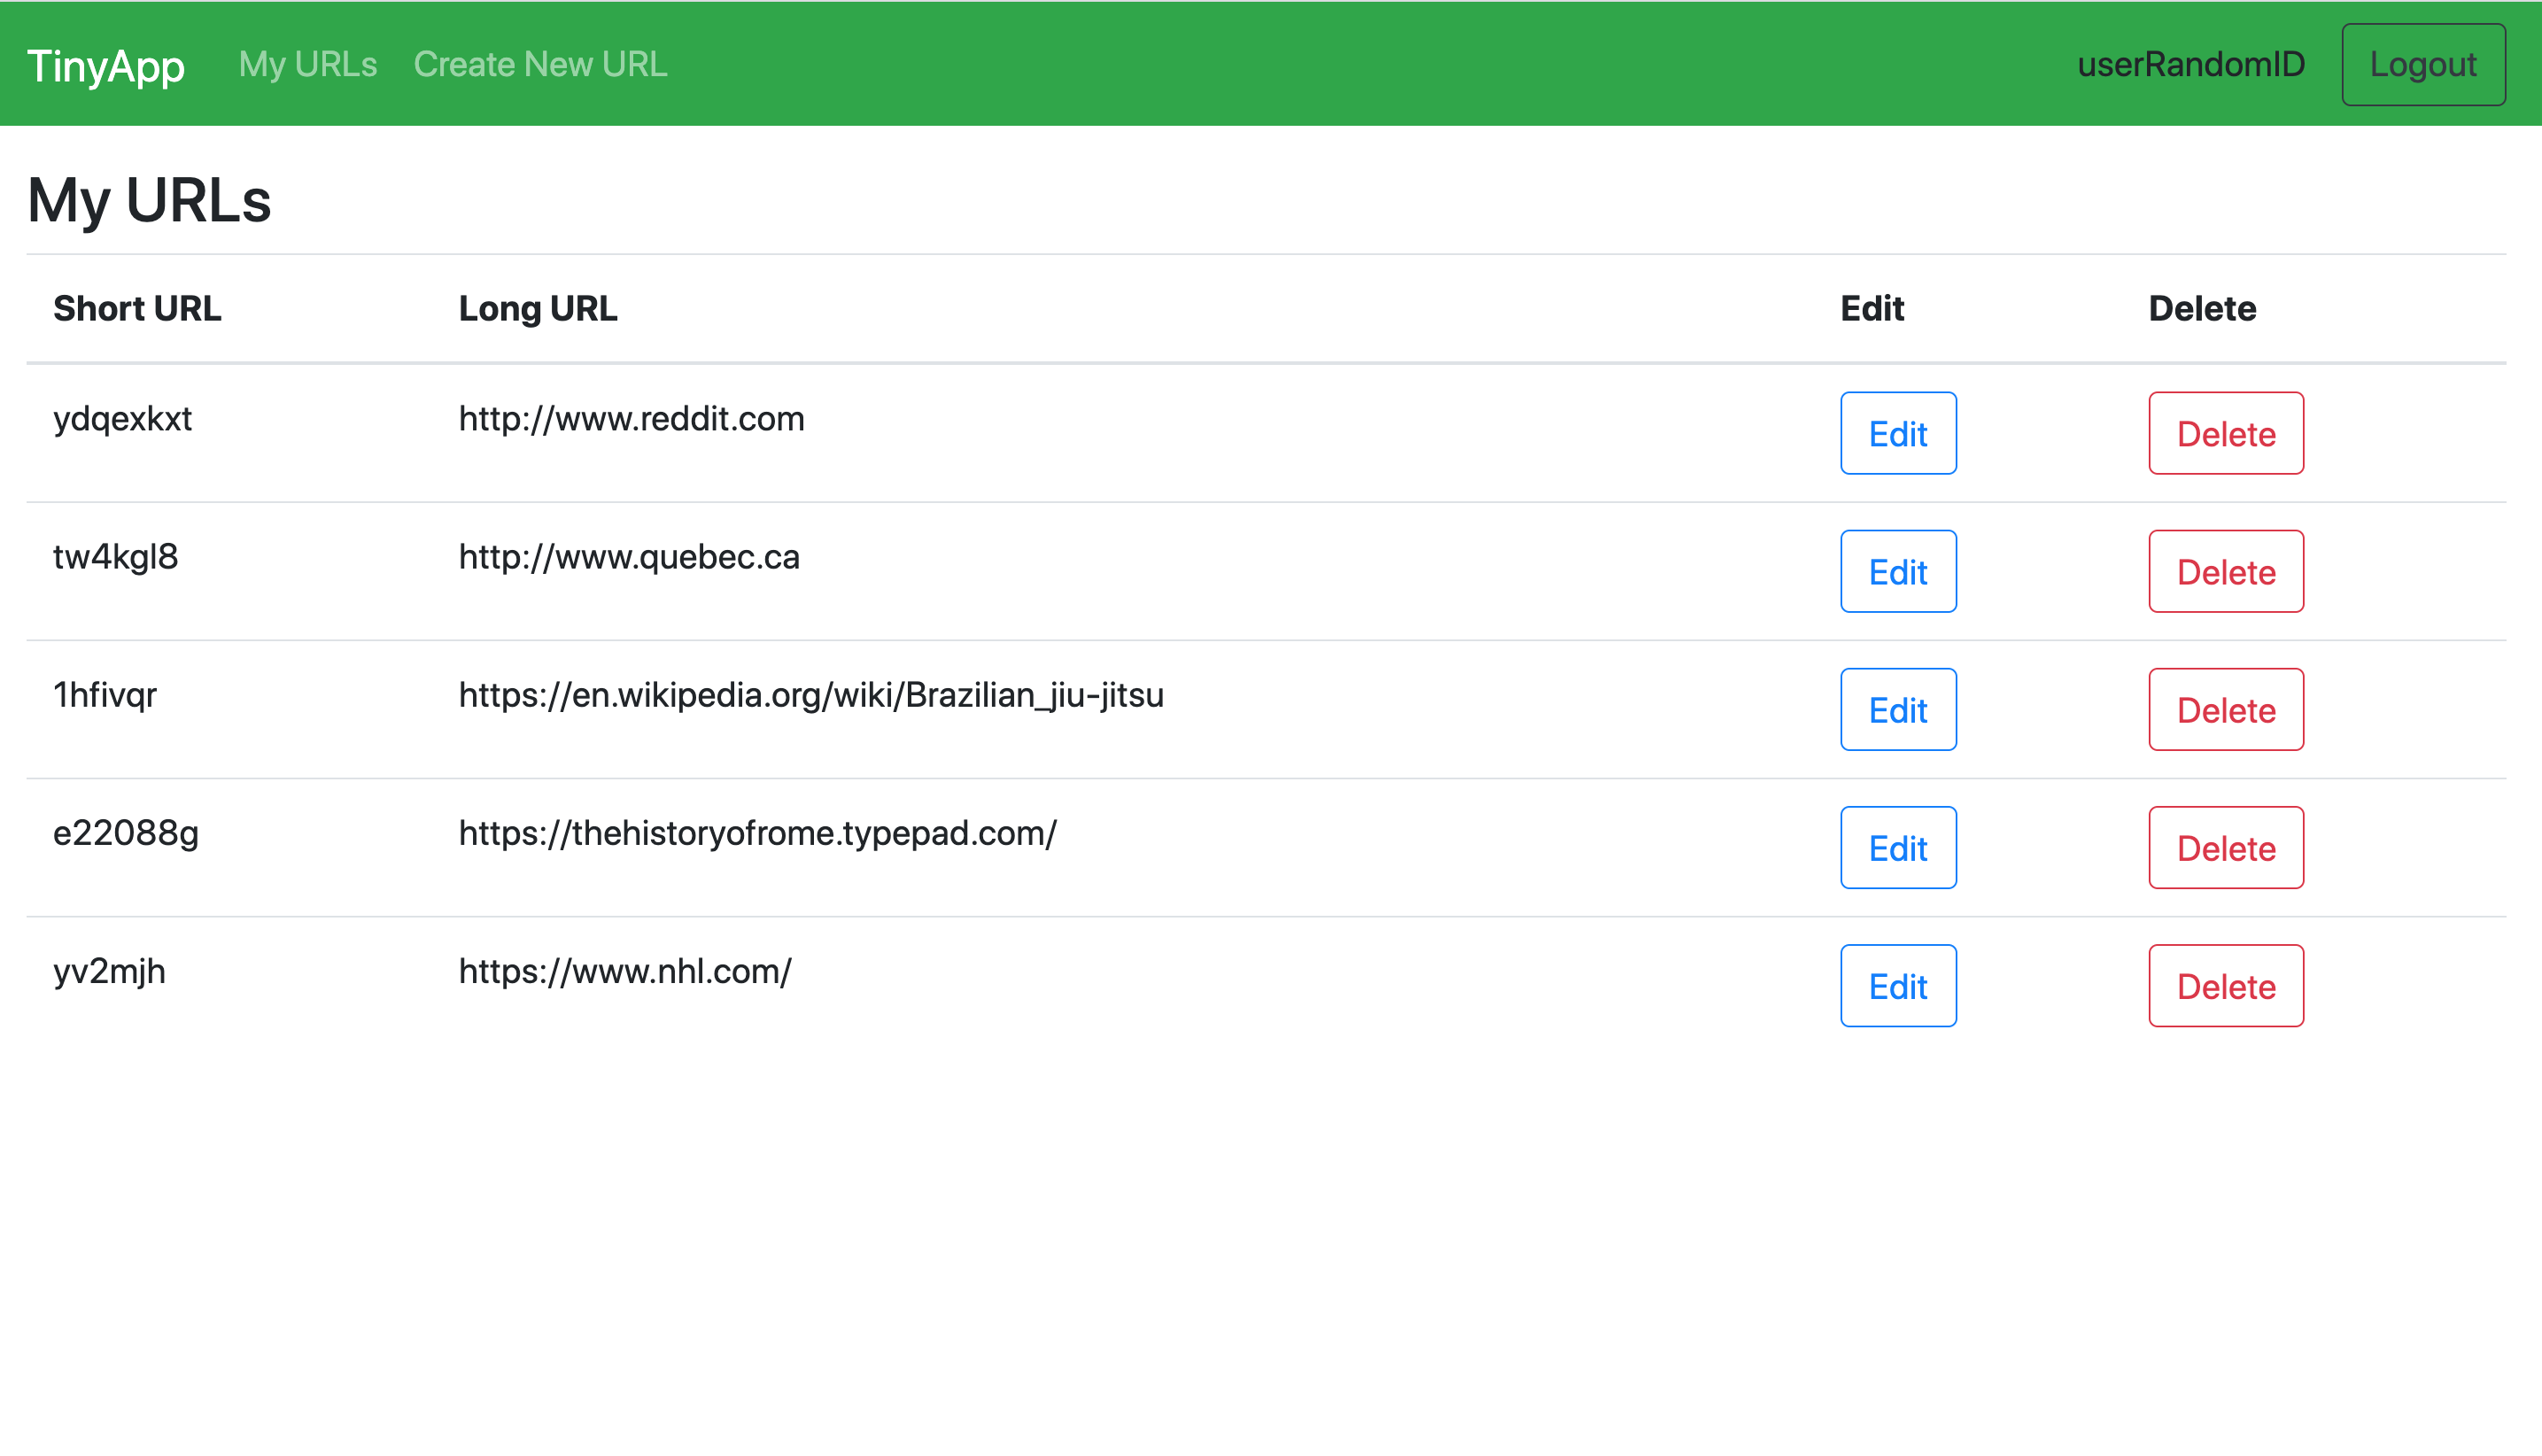 TinyApp My URLs Create New URL userRandomID Logout
My URLs
Short URL Long URL Edit Delete
ydqexkxt http://www.reddit.com Edit Delete
tw4kgl8 http://www.quebec.ca Edit Delete
1hfivqr https://en.wikipedia.org/wiki/Brazilian_jiu-jitsu Edit Delete
e22088g https://thehistoryofrome.typepad.com/ Edit Delete
yv2mjh https://www.nhl.com/ Edit Delete